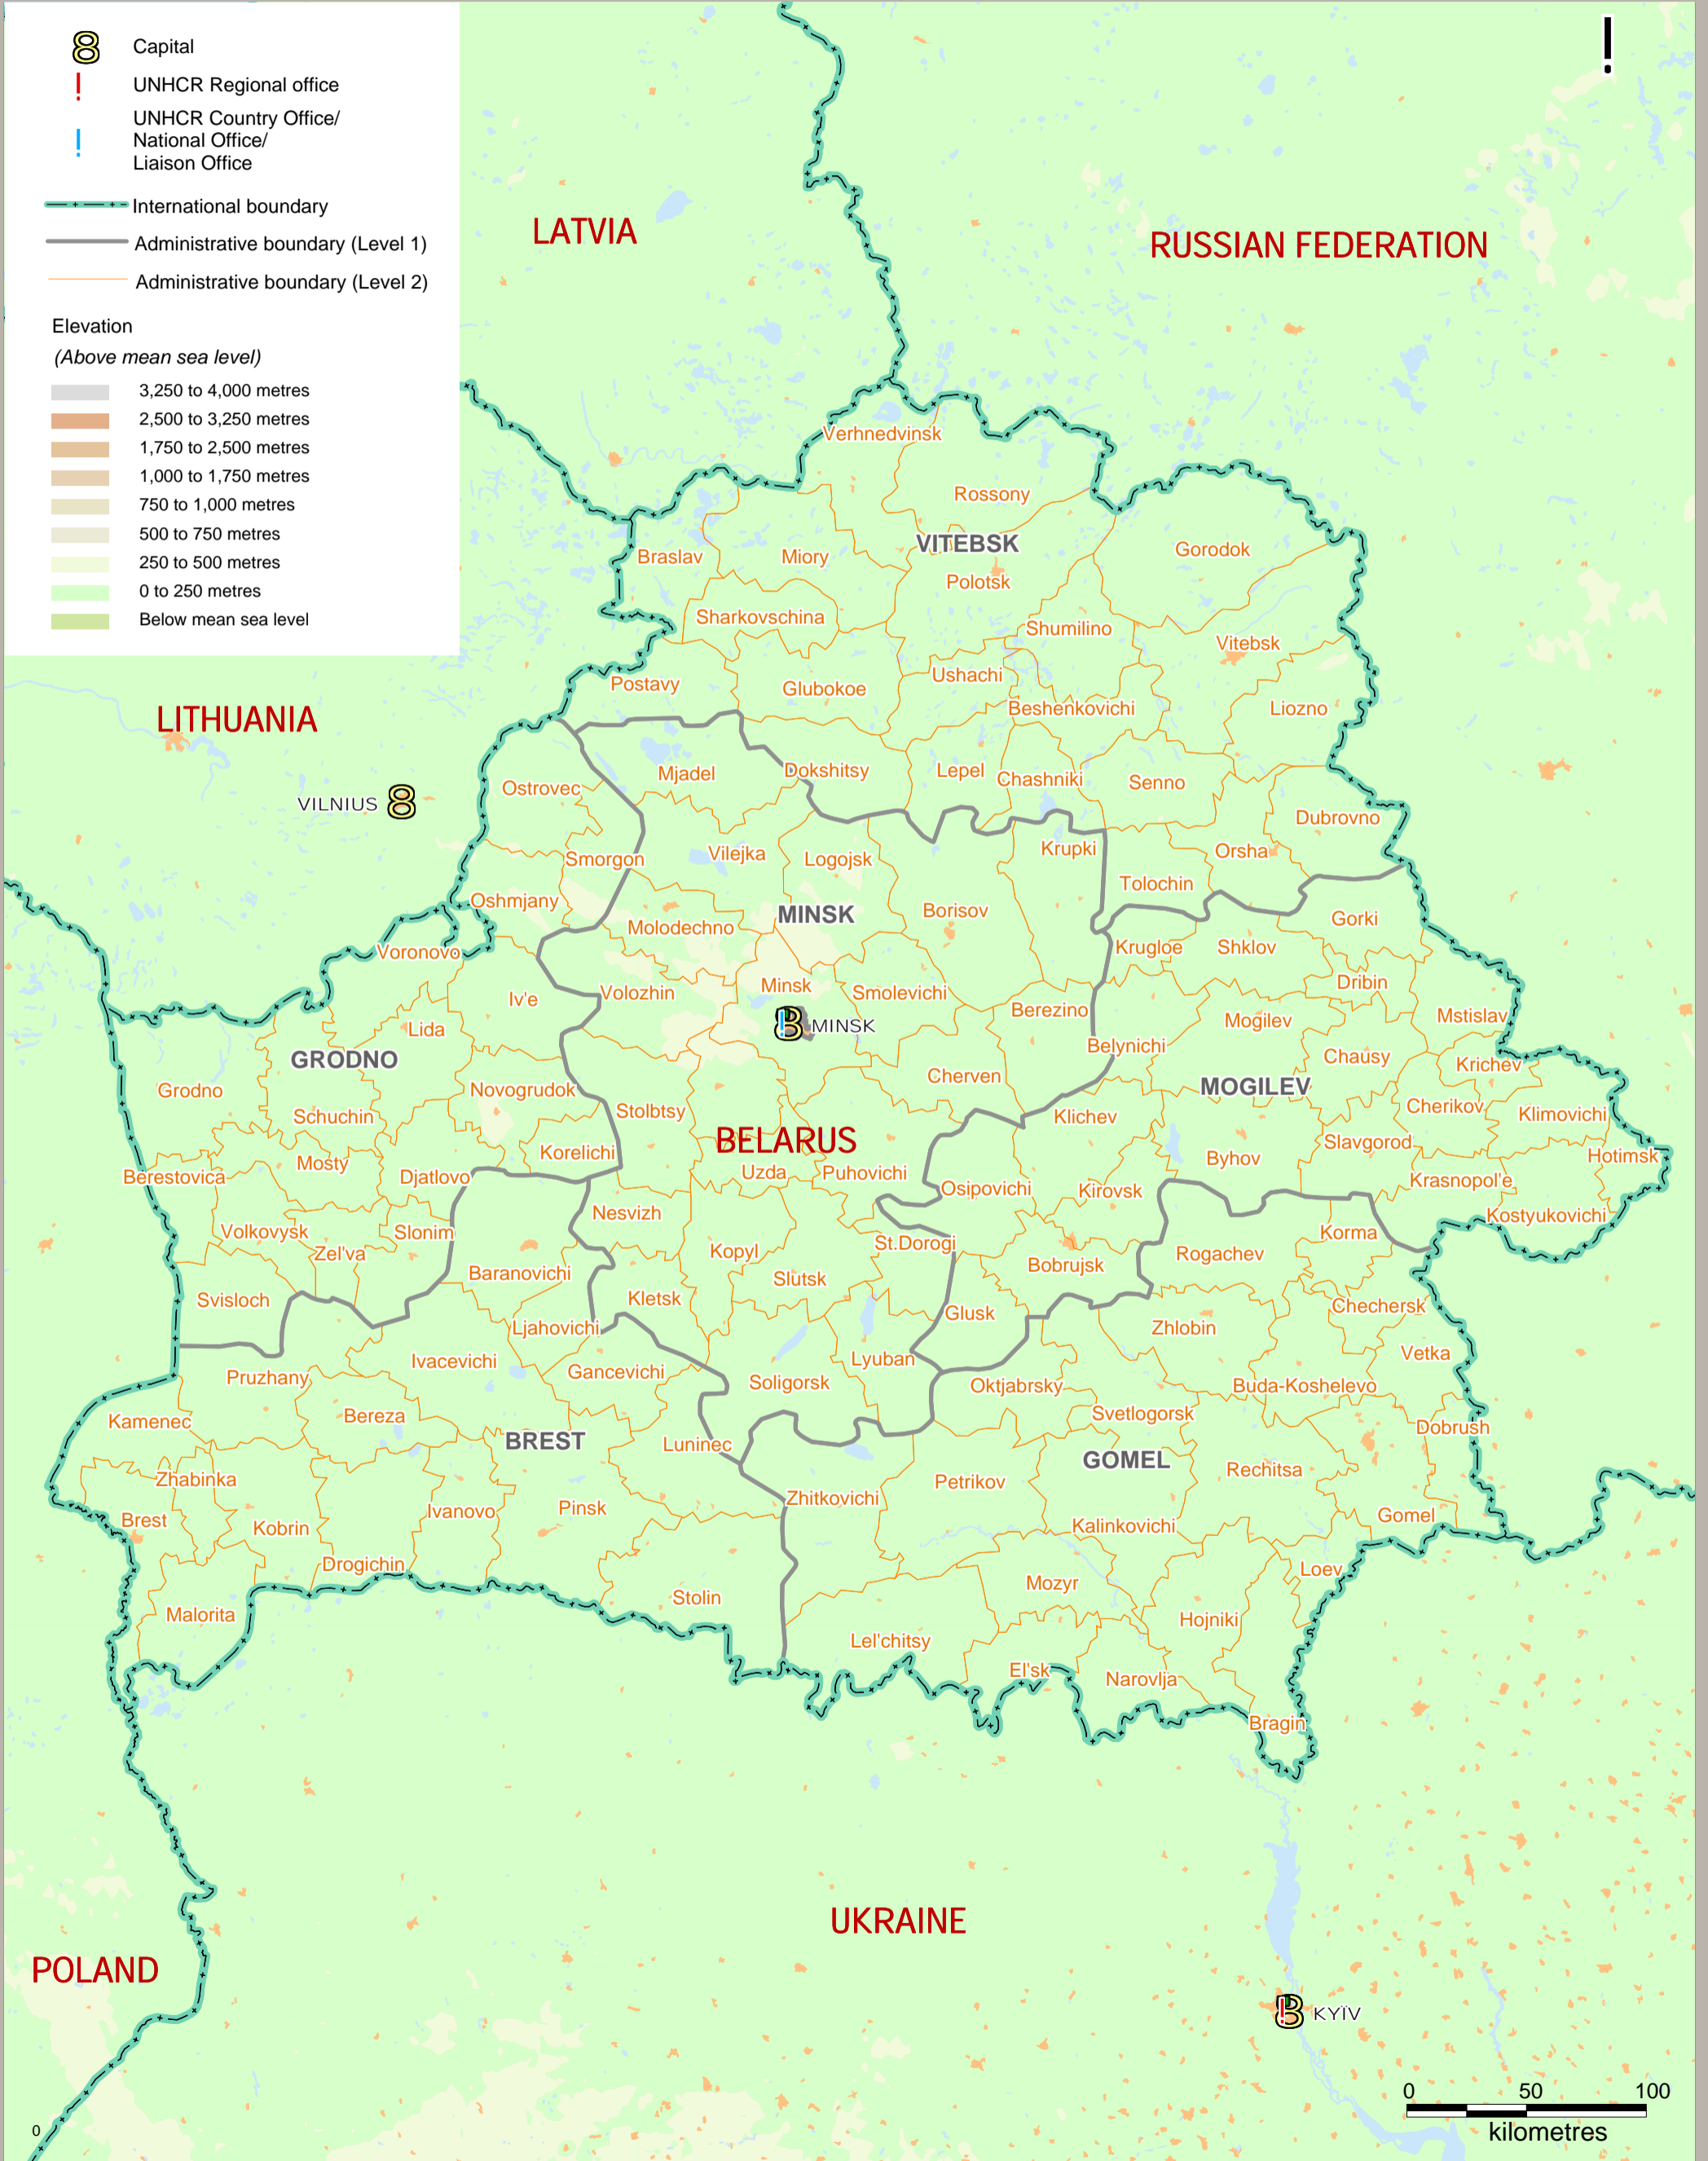 8 Capital
! UNHCR Regional office
UNHCR Country Office/
! National Office/
Liaison Office
International boundary
Administrative boundary (Level 1)
Administrative boundary (Level 2)
Elevation
(Above mean sea level)
3,250 to 4,000 metres
2,500 to 3,250 metres
1,750 to 2,500 metres
1,000 to 1,750 metres
750 to 1,000 metres
500 to 750 metres
250 to 500 metres
0 to 250 metres
Below mean sea level
!
LATVIA
RUSSIAN FEDERATION
Verhnedvinsk
Rossony
VITEBSK
Gorodok
Braslav
Miory
Polotsk
Sharkovschina
Shumilino
Vitebsk
Postavy
Glubokoe
Ushachi
Beshenkovichi
Liozno
LITHUANIA
Mjadel
Dokshitsy
Lepel
Chashniki
Senno
Ostrovec
VILNIUS 8
Dubrovno
Smorgon
Vilejka
Logojsk
Krupki
Orsha
Tolochin
Oshmjany
MINSK
Borisov
Gorki
Molodechno
Krugloe
Shklov
Voronovo
Dribin
Iv'e
Volozhin
Minsk
Smolevichi
Berezino
Mogilev
Mstislav
Lida
MINSK
Belynichi
Chausy
Krichev
GRODNO
Grodno
Novogrudok
Cherven
MOGILEV
Schuchin
Stolbtsy
Klichev
Cherikov
Klimovichi
BELARUS
Slavgorod
Korelichi
Byhov
Hotimsk
Mosty
Berestovica
Djatlovo
Uzda
Puhovichi
Osipovichi
Kirovsk
Krasnopol'e
Nesvizh
Kostyukovichi
Volkovysk
Slonim
Zel'va
Kopyl
St.Dorogi
Korma
Rogachev
Baranovichi
Slutsk
Bobrujsk
Svisloch
Kletsk
Glusk
Chechersk
Ljahovichi
Zhlobin
Ivacevichi
Gancevichi
Lyuban
Vetka
Pruzhany
Soligorsk
Oktjabrsky
Buda-Koshelevo
Kamenec
Bereza
Svetlogorsk
Dobrush
BREST
Luninec
GOMEL
Zhabinka
Petrikov
Rechitsa
Zhitkovichi
Brest
Kobrin
Ivanovo
Pinsk
Kalinkovichi
Gomel
Drogichin
Loev
Stolin
Mozyr
Malorita
Hojniki
Lel'chitsy
El'sk
Narovlja
Bragin
UKRAINE
POLAND
KYÏV
0 50 100
kilometres
0